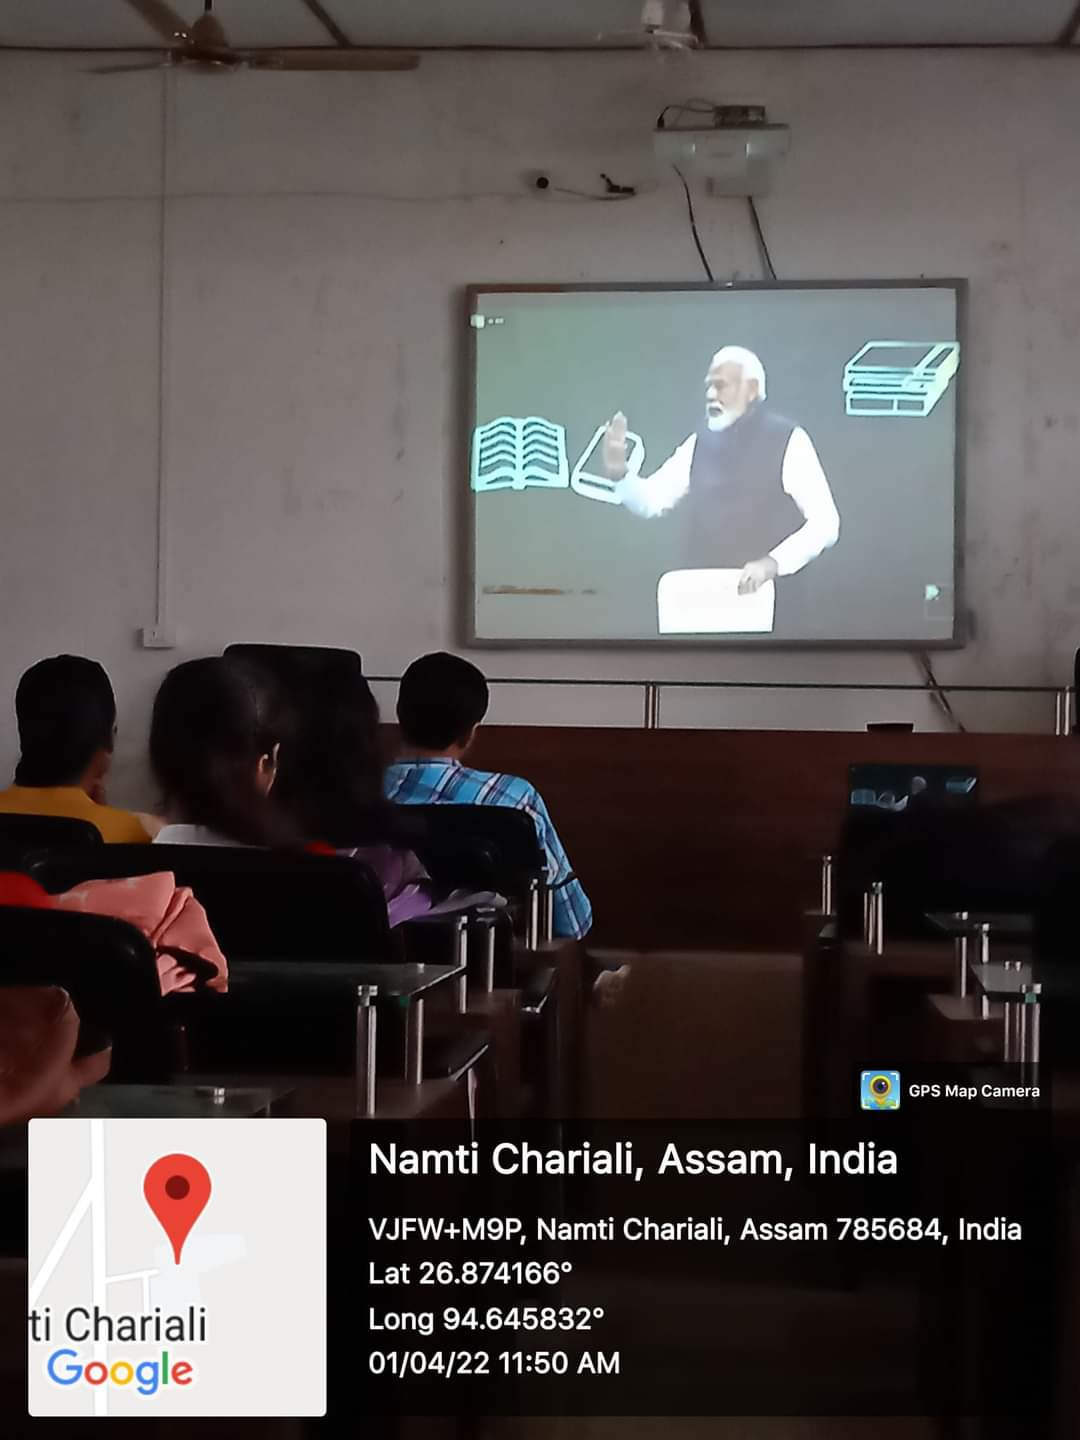 GPS Map Camera
Namti Chariali, Assam, India
VJFW+M9P, Namti Chariali, Assam 785684, India
Lat 26.874166°
Long 94.645832°
01/04/22 11:50 AM
ti Chariali
Google